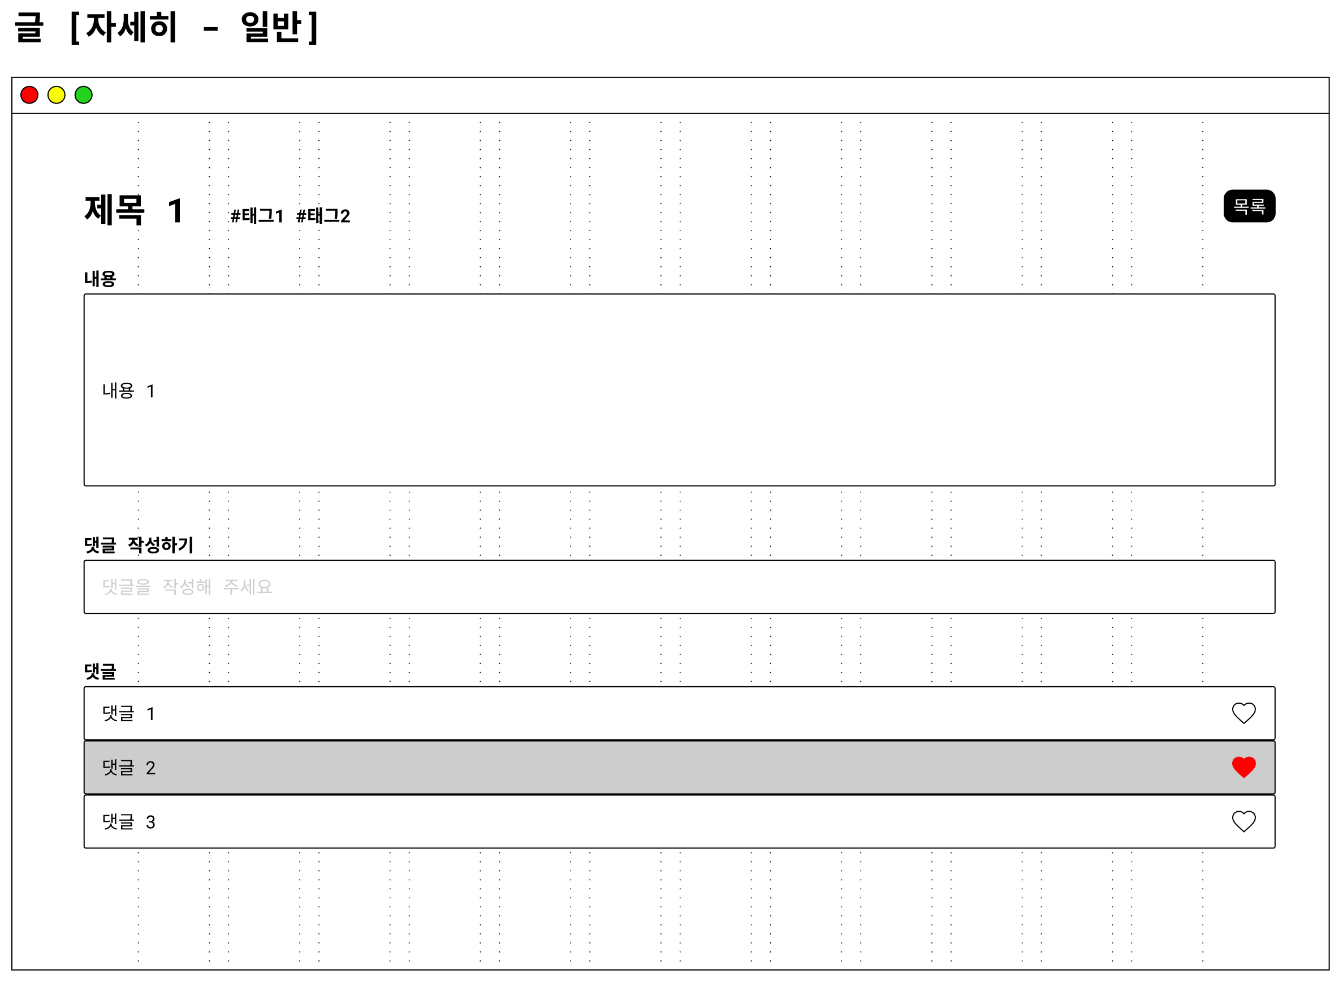 글 [자세히 - 일반]
제목 1 #태그1 #태그2 목록
내용
내용 1
댓글 작성하기
댓글을 작성해 주세요
댓글
댓글 1
댓글 2
댓글 3